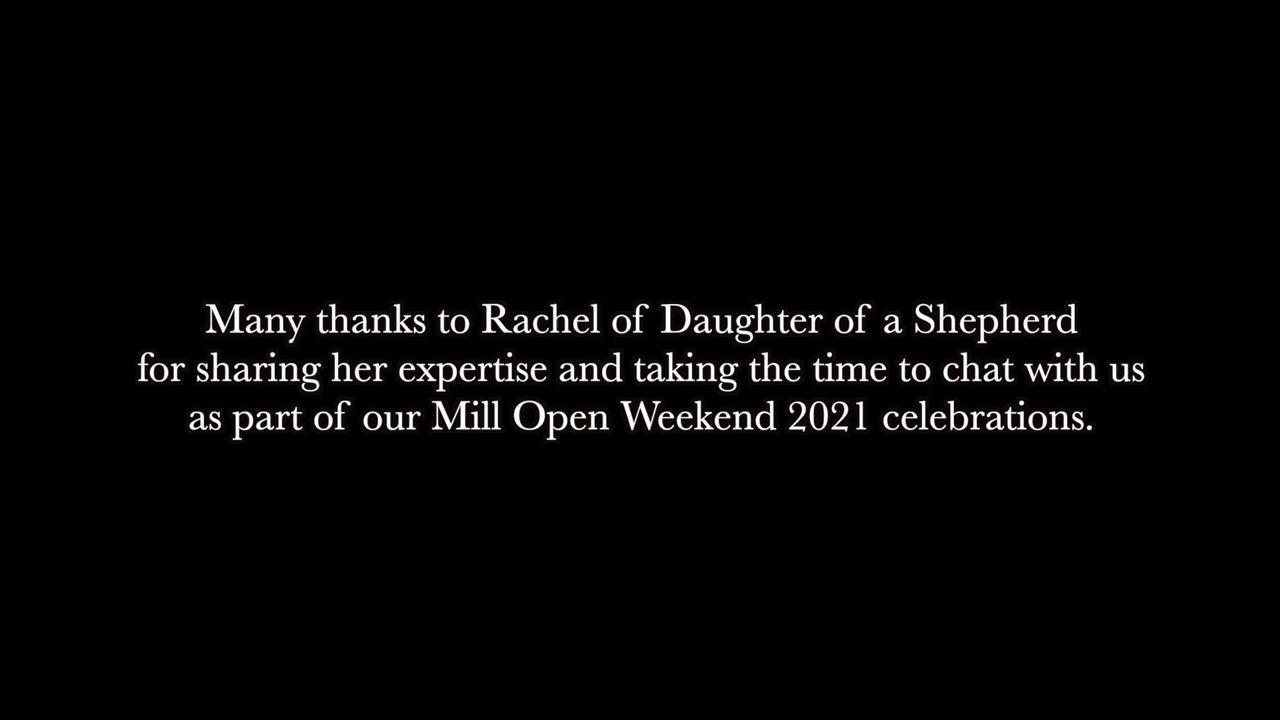 Many thanks to Rachel of Daughter of a Shepherd
for sharing her expertise and taking the time to chat with us
as part of our Mill Open Weekend 2021 celebrations.